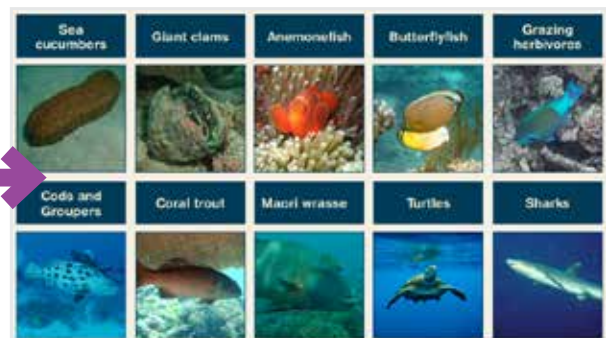 Sea
cucumbers
Giant clams
Anemonefish
Butterflyfish
Grazing
herbivores
Cods and
Groupers
Coral trout
Maori wrasse
Turtles
Sharks